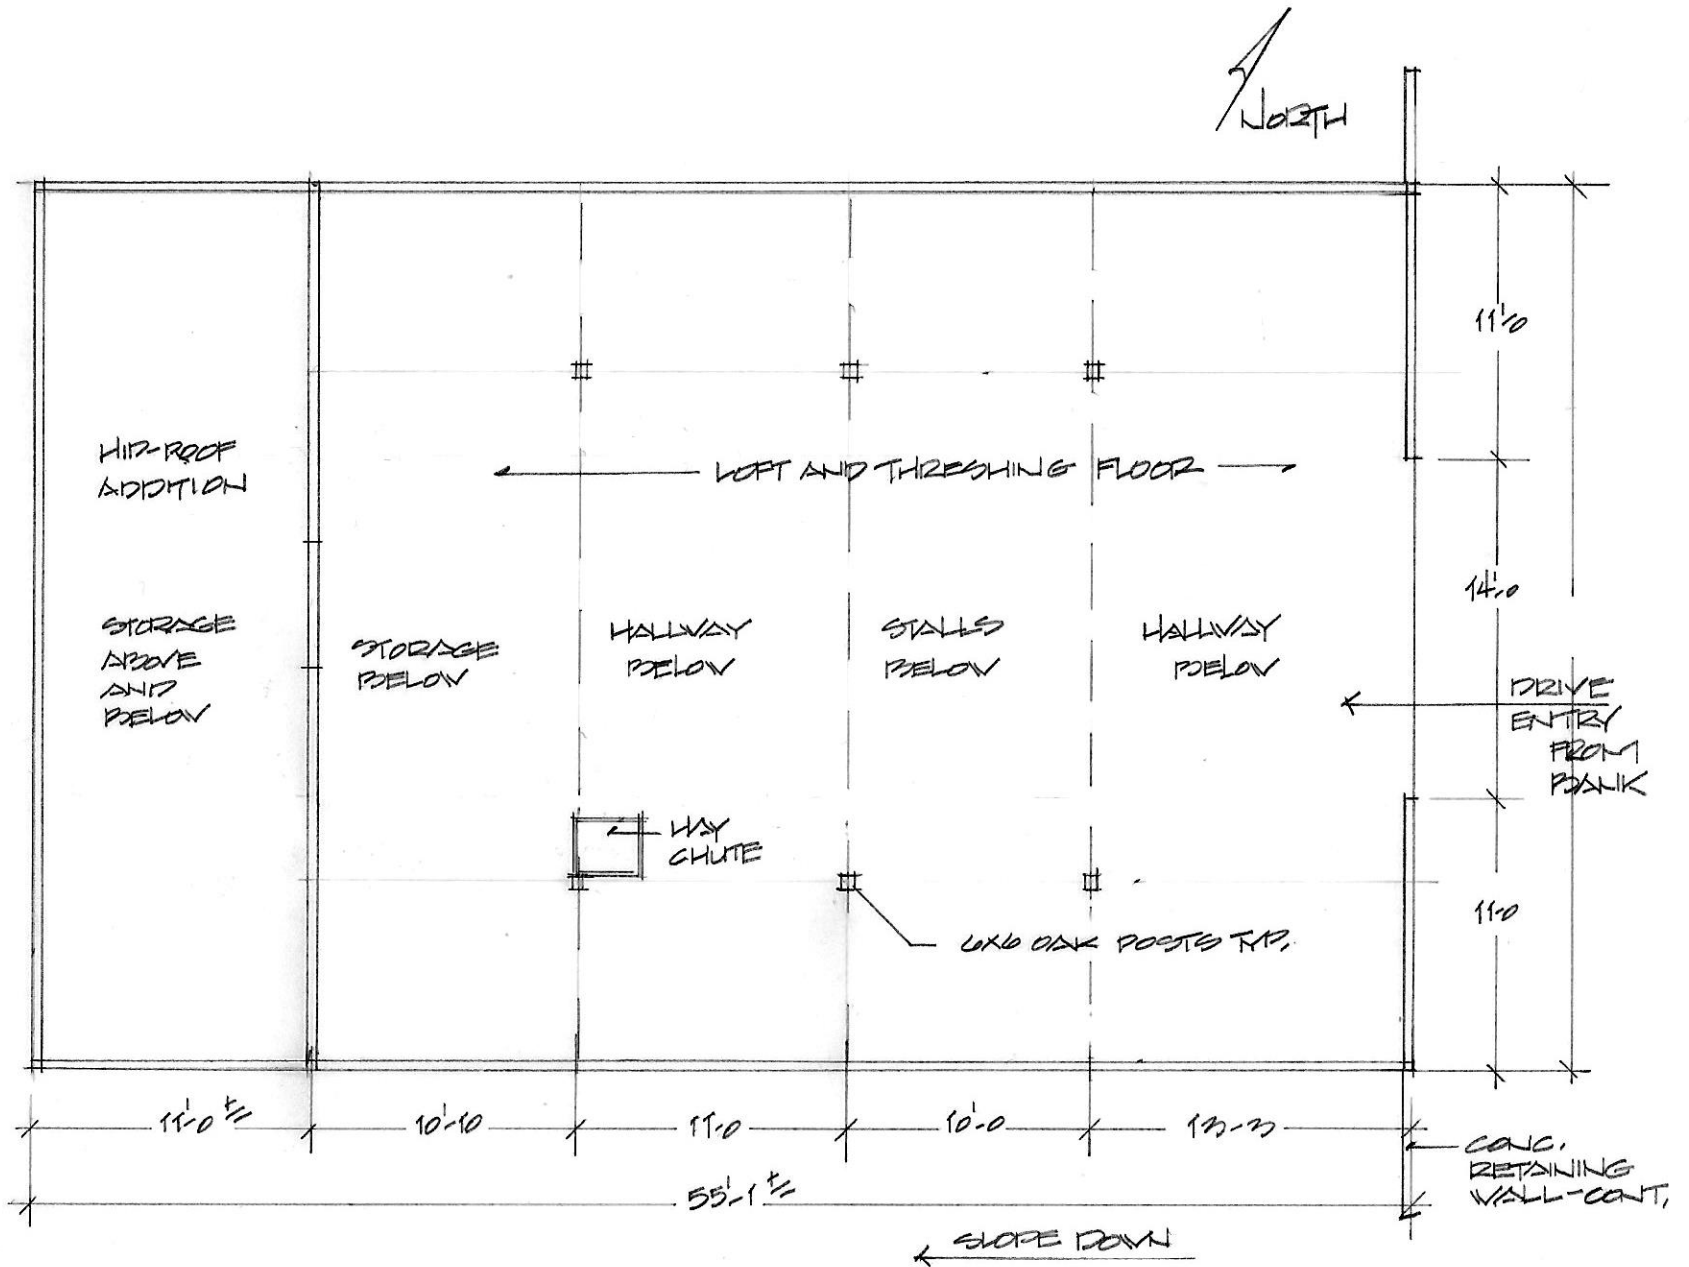 NORTH
11'-0
HIP-ROOF
ADDITION
LOFT AND THRESHING FLOOR
14'-0
STORAGE
ABOVE
AND
BELOW
STORAGE
BELOW
HALLWAY
BELOW
STALLS
BELOW
HALLWAY
BELOW
DRIVE
ENTRY
FROM
BANK
HAY
CHUTE
11-0
6X6 OAK POSTS TYP.
11'-0 +/-
10'-10
11'-0
10'-0
13-3
CONC.
RETAINING
WALL-CONT.
55'-1 +/-
SLOPE DOWN